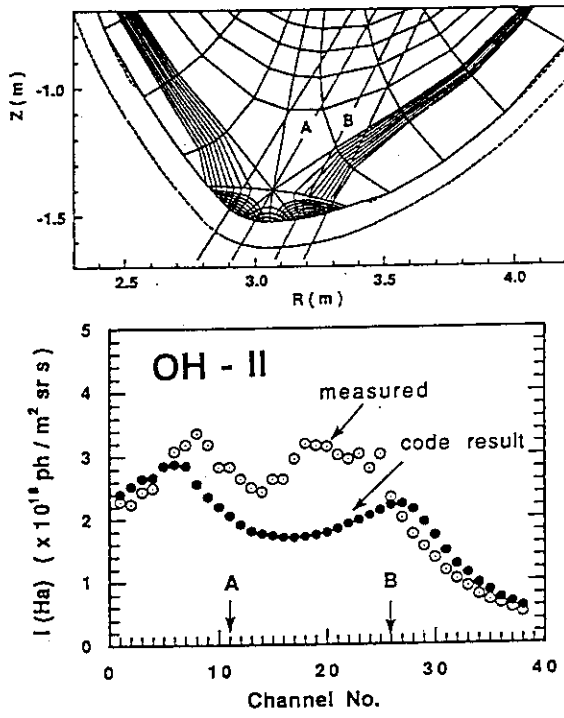 Z (m)
-1.0
-1.5
A
B
2.5
3.0
3.5
4.0
R (m)
I (Hα) ( x 10¹⁸ ph / m² sr s )
5
4
3
2
1
0
OH - II
measured
code result
A
B
0
10
20
30
40
Channel No.